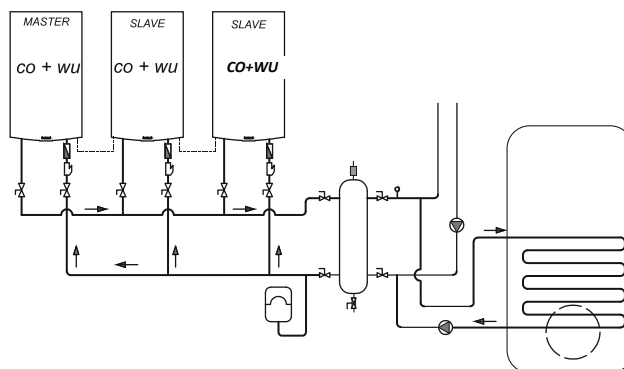 MASTER
co + wu
SLAVE
co + wu
SLAVE
CO+WU